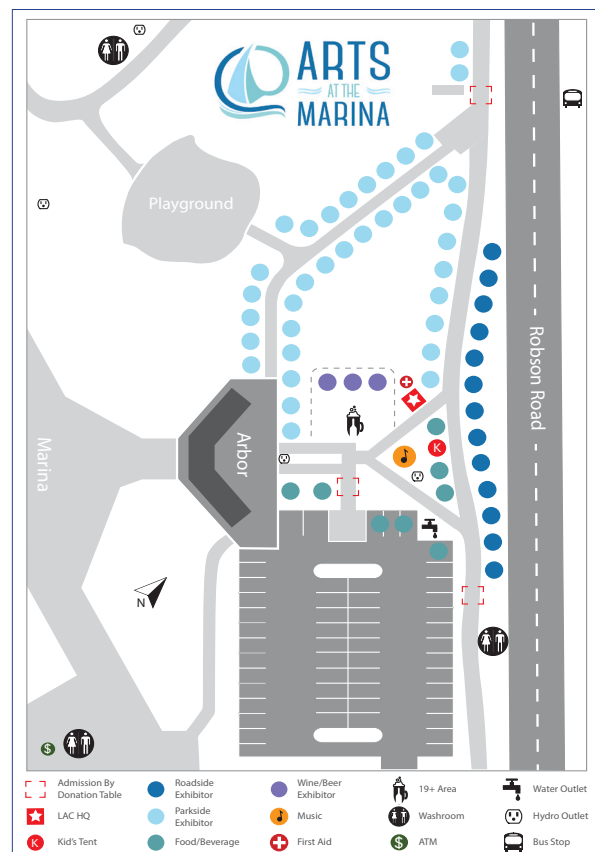 ARTS
AT THE
MARINA
Playground
Robson Road
Marina
Arbor
K
N
$
Admission By
Donation Table
Roadside
Exhibitor
Wine/Beer
Exhibitor
19+ Area
Water Outlet
LAC HQ
Parkside
Exhibitor
Music
Washroom
Hydro Outlet
K
Kid's Tent
Food/Beverage
First Aid
$
ATM
Bus Stop